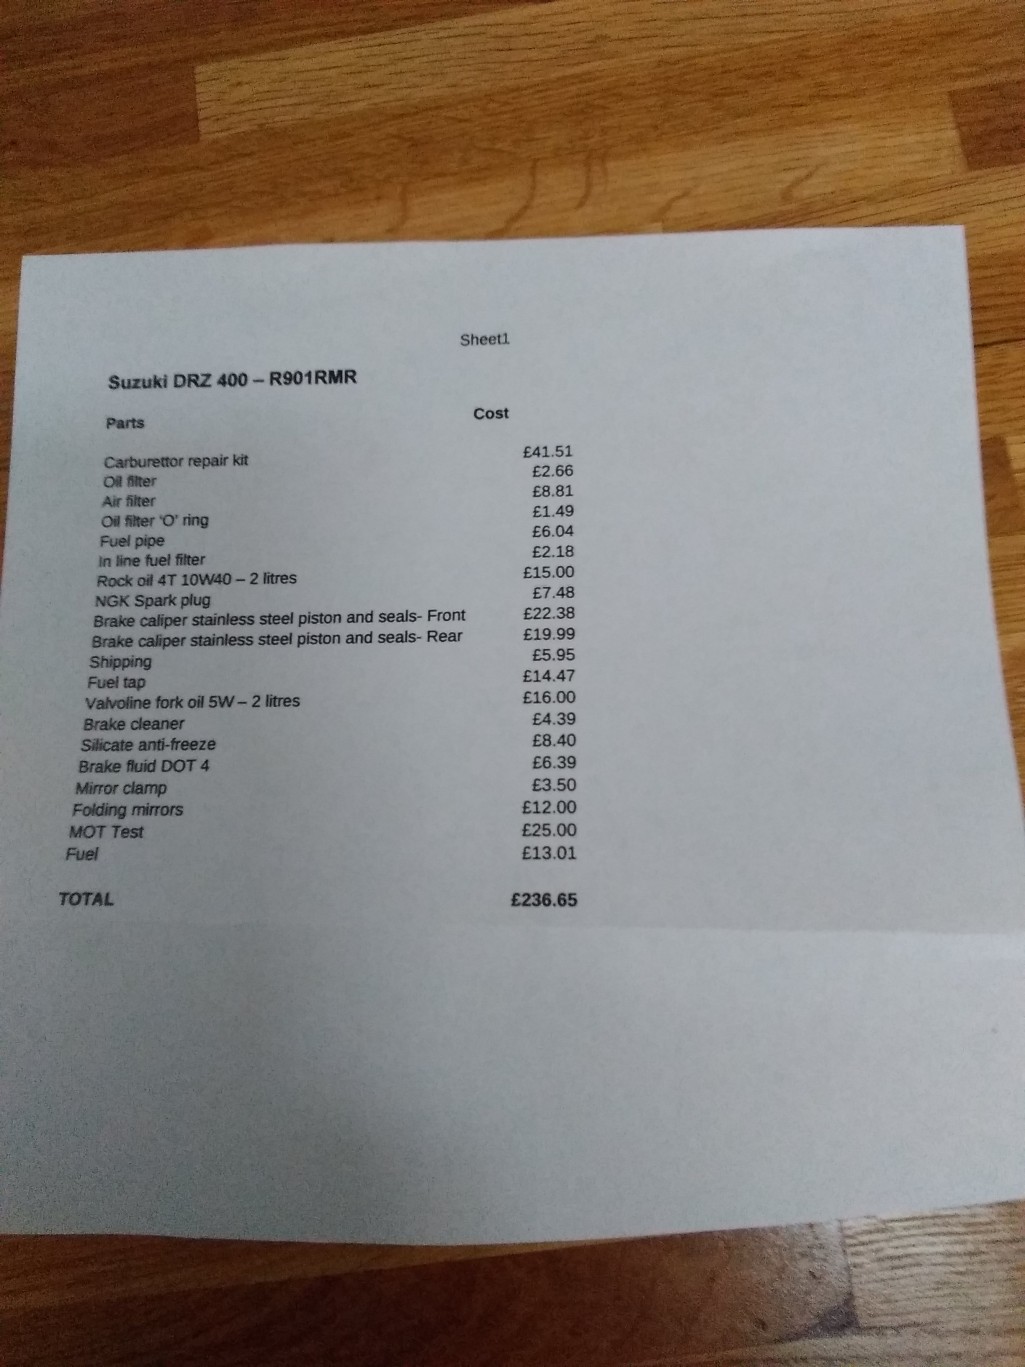 Sheet1
Suzuki DRZ 400 – R901RMR
Parts Cost
Carburettor repair kit £41.51
Oil filter £2.66
Air filter £8.81
Oil filter 'O' ring £1.49
Fuel pipe £6.04
In line fuel filter £2.18
Rock oil 4T 10W40 – 2 litres £15.00
NGK Spark plug £7.48
Brake caliper stainless steel piston and seals- Front £22.38
Brake caliper stainless steel piston and seals- Rear £19.99
Shipping £5.95
Fuel tap £14.47
Valvoline fork oil 5W – 2 litres £16.00
Brake cleaner £4.39
Silicate anti-freeze £8.40
Brake fluid DOT 4 £6.39
Mirror clamp £3.50
Folding mirrors £12.00
MOT Test £25.00
Fuel £13.01
TOTAL £236.65